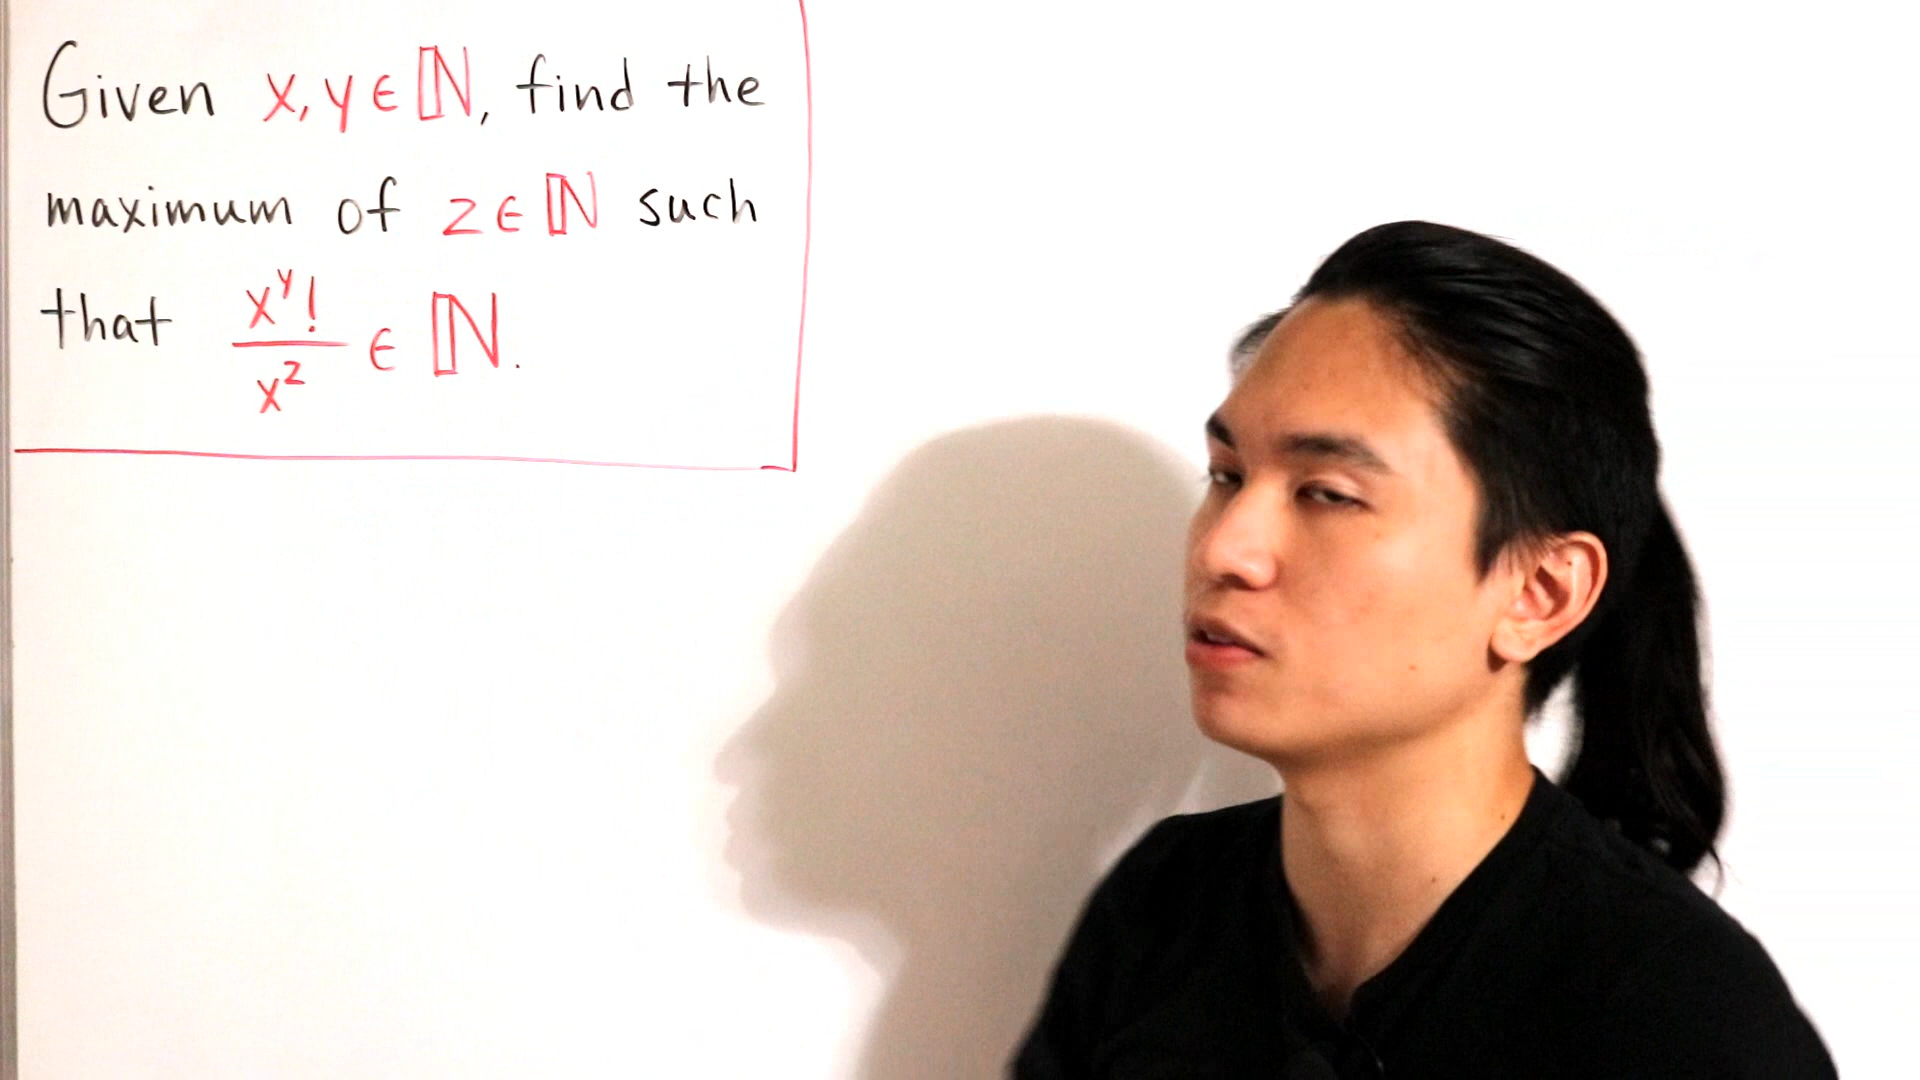 Given x, y ∈ ℕ, find the
maximum of z ∈ ℕ such
that x^y! / x^z ∈ ℕ.